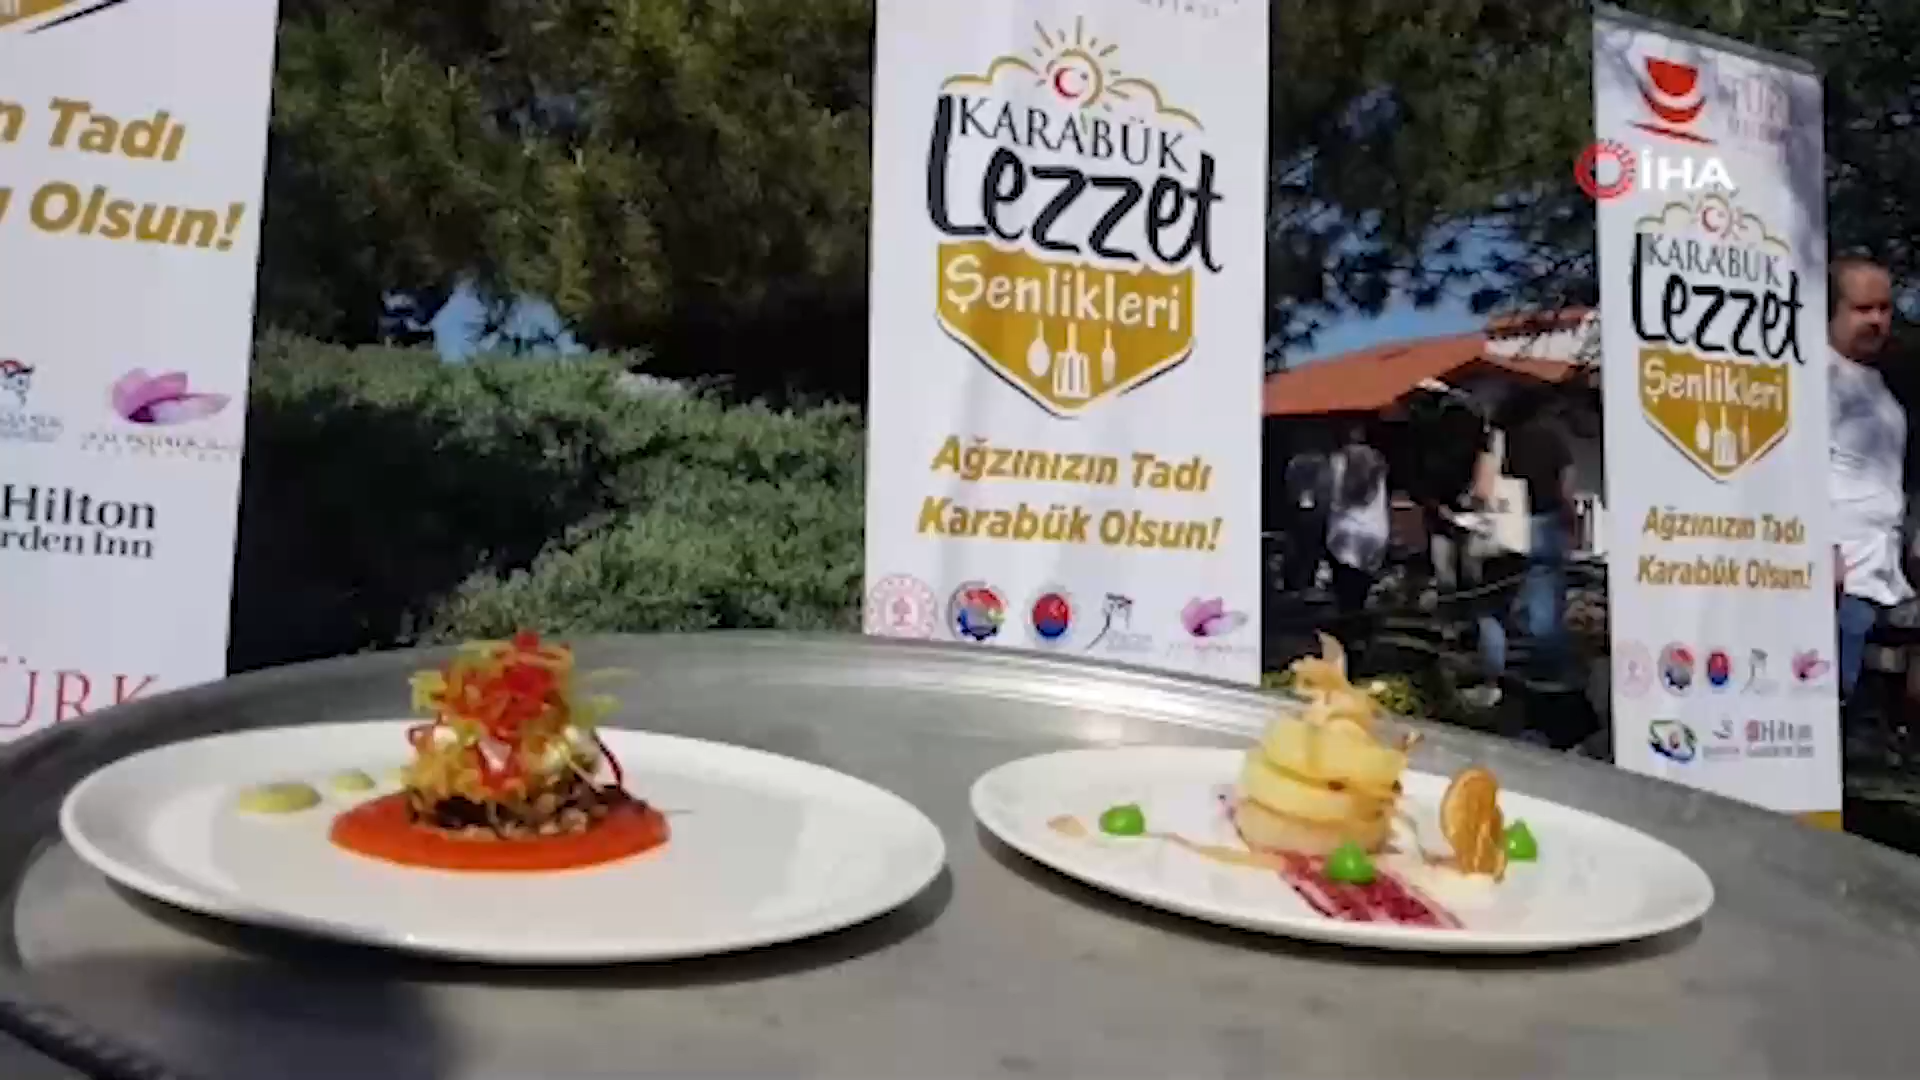 n Tadı
Olsun!
Hilton
rden Inn
ÜRK
KARABÜK
Lezzet
Şenlikleri
Ağzınızın Tadı
Karabük Olsun!
İHA
KARABÜK
Lezzet
Şenlikleri
Ağzınızın Tadı
Karabük Olsun!
Hilton